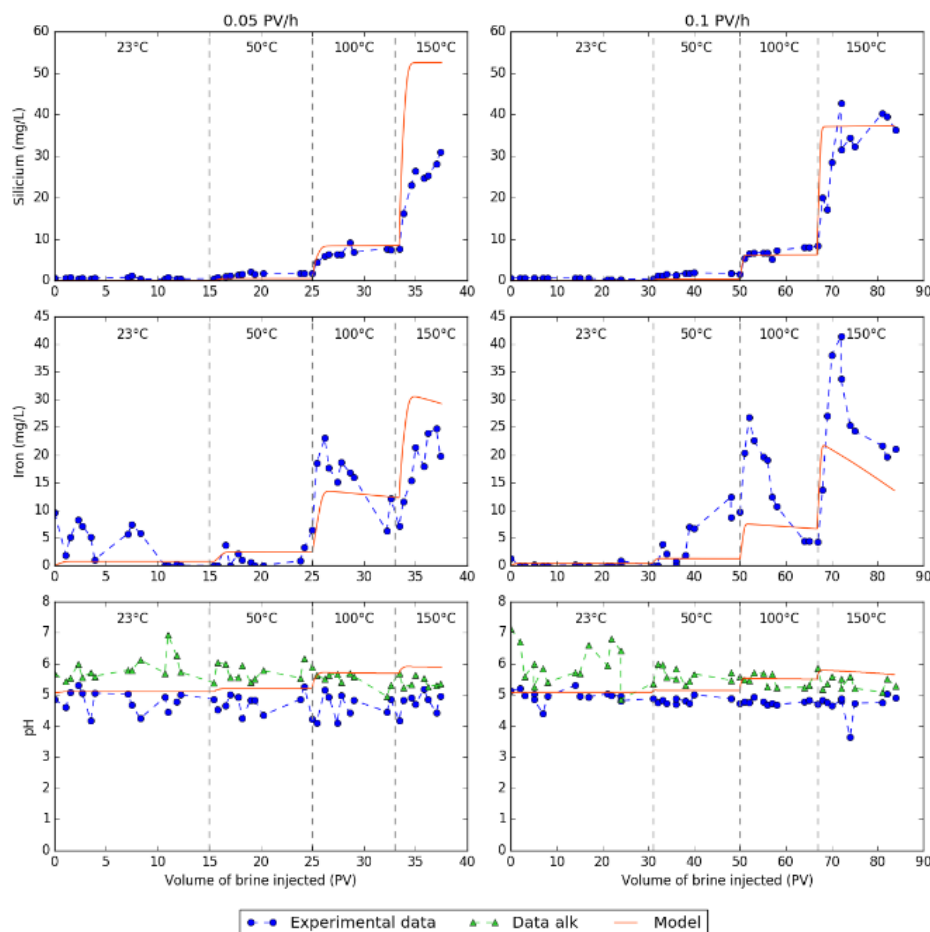 0.05 PV/h
0.1 PV/h
23°C 50°C 100°C 150°C
23°C 50°C 100°C 150°C
Silicium (mg/L)
60
50
40
30
20
10
0
0 5 10 15 20 25 30 35 40
60
50
40
30
20
10
0
0 10 20 30 40 50 60 70 80 90
23°C 50°C 100°C 150°C
23°C 50°C 100°C 150°C
Iron (mg/L)
45
40
35
30
25
20
15
10
5
0
0 5 10 15 20 25 30 35 40
45
40
35
30
25
20
15
10
5
0
0 10 20 30 40 50 60 70 80 90
23°C 50°C 100°C 150°C
23°C 50°C 100°C 150°C
pH
8
7
6
5
4
3
2
1
0
0 5 10 15 20 25 30 35 40
8
7
6
5
4
3
2
1
0
0 10 20 30 40 50 60 70 80 90
Volume of brine injected (PV)
Volume of brine injected (PV)
Experimental data Data alk Model